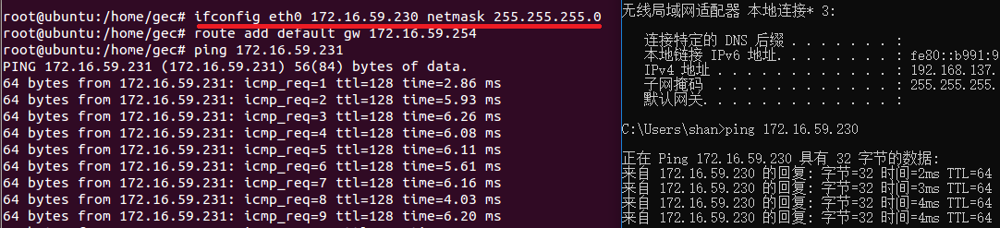 root@ubuntu:/home/gec# ifconfig eth0 172.16.59.230 netmask 255.255.255.0
root@ubuntu:/home/gec# route add default gw 172.16.59.254
root@ubuntu:/home/gec# ping 172.16.59.231
PING 172.16.59.231 (172.16.59.231) 56(84) bytes of data.
64 bytes from 172.16.59.231: icmp_req=1 ttl=128 time=2.86 ms
64 bytes from 172.16.59.231: icmp_req=2 ttl=128 time=5.93 ms
64 bytes from 172.16.59.231: icmp_req=3 ttl=128 time=6.26 ms
64 bytes from 172.16.59.231: icmp_req=4 ttl=128 time=6.08 ms
64 bytes from 172.16.59.231: icmp_req=5 ttl=128 time=6.11 ms
64 bytes from 172.16.59.231: icmp_req=6 ttl=128 time=5.61 ms
64 bytes from 172.16.59.231: icmp_req=7 ttl=128 time=6.16 ms
64 bytes from 172.16.59.231: icmp_req=8 ttl=128 time=4.03 ms
64 bytes from 172.16.59.231: icmp_req=9 ttl=128 time=6.20 ms
无线局域网适配器 本地连接* 3:
连接特定的 DNS 后缀 . . . . . . . :
本地链接 IPv6 地址. . . . . . . . : fe80::b991:9
IPv4 地址 . . . . . . . . . . . . : 192.168.137.
子网掩码 . . . . . . . . . . . . : 255.255.255.
默认网关. . . . . . . . . . . . . :
C:\Users\shan>ping 172.16.59.230
正在 Ping 172.16.59.230 具有 32 字节的数据:
来自 172.16.59.230 的回复: 字节=32 时间=2ms TTL=64
来自 172.16.59.230 的回复: 字节=32 时间=3ms TTL=64
来自 172.16.59.230 的回复: 字节=32 时间=4ms TTL=64
来自 172.16.59.230 的回复: 字节=32 时间=4ms TTL=64